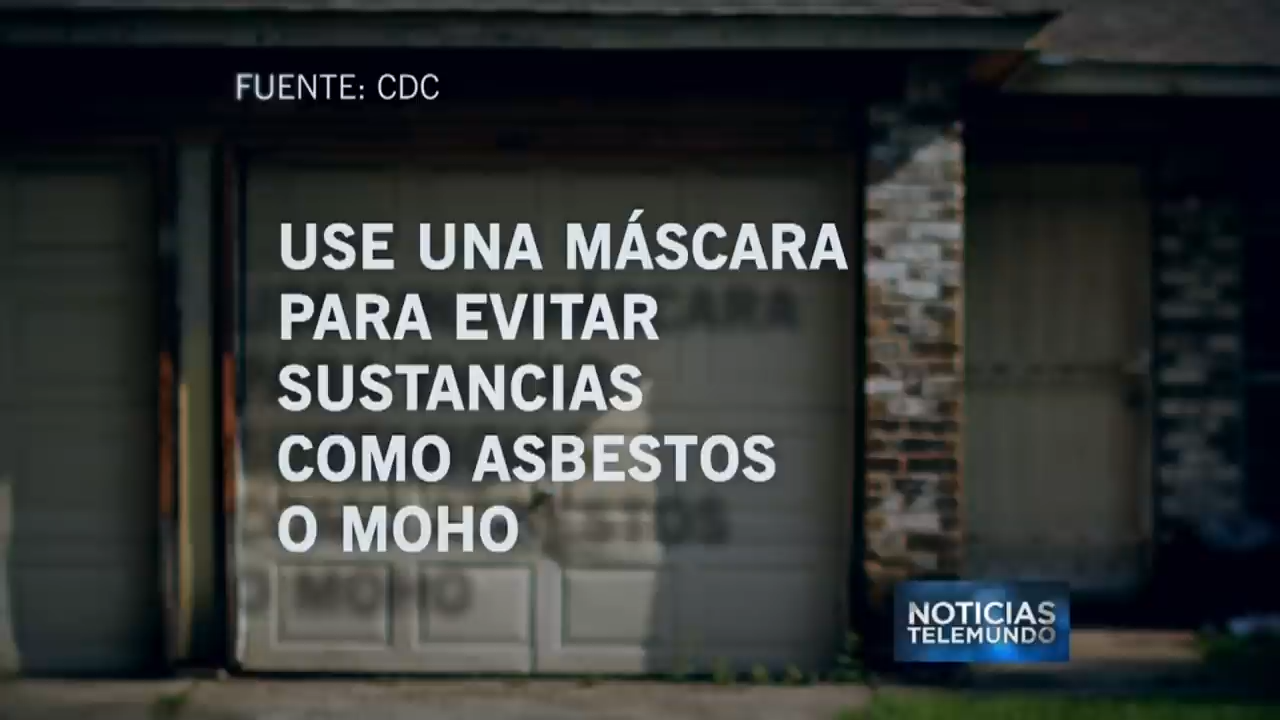 FUENTE: CDC
USE UNA MÁSCARA
PARA EVITAR
SUSTANCIAS
COMO ASBESTOS
O MOHO
NOTICIAS
TELEMUNDO